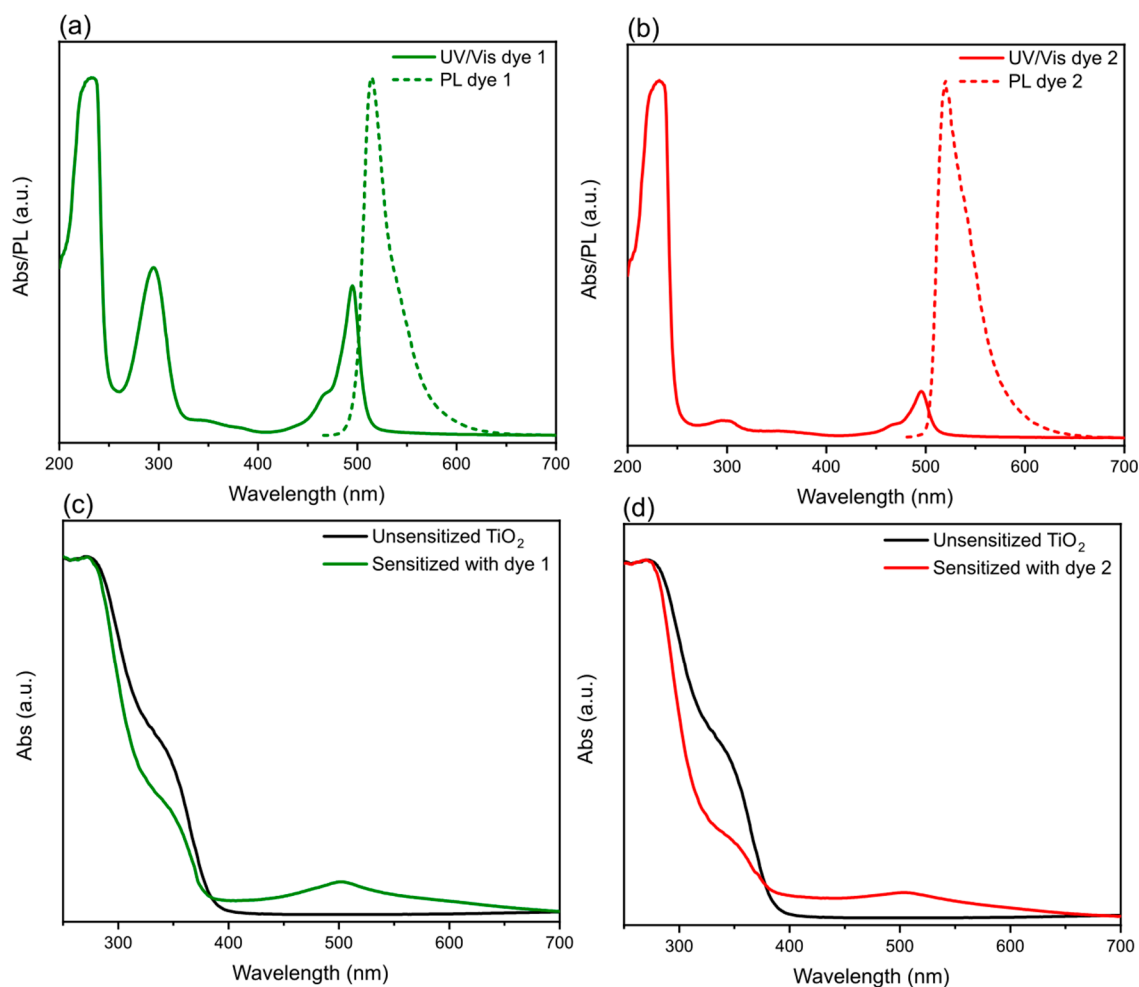 (a)
UV/Vis dye 1
PL dye 1
Abs/PL (a.u.)
200 300 400 500 600 700
Wavelength (nm)
(b)
UV/Vis dye 2
PL dye 2
Abs/PL (a.u.)
200 300 400 500 600 700
Wavelength (nm)
(c)
Unsensitized TiO₂
Sensitized with dye 1
Abs (a.u.)
300 400 500 600 700
Wavelength (nm)
(d)
Unsensitized TiO₂
Sensitized with dye 2
Abs (a.u.)
300 400 500 600 700
Wavelength (nm)